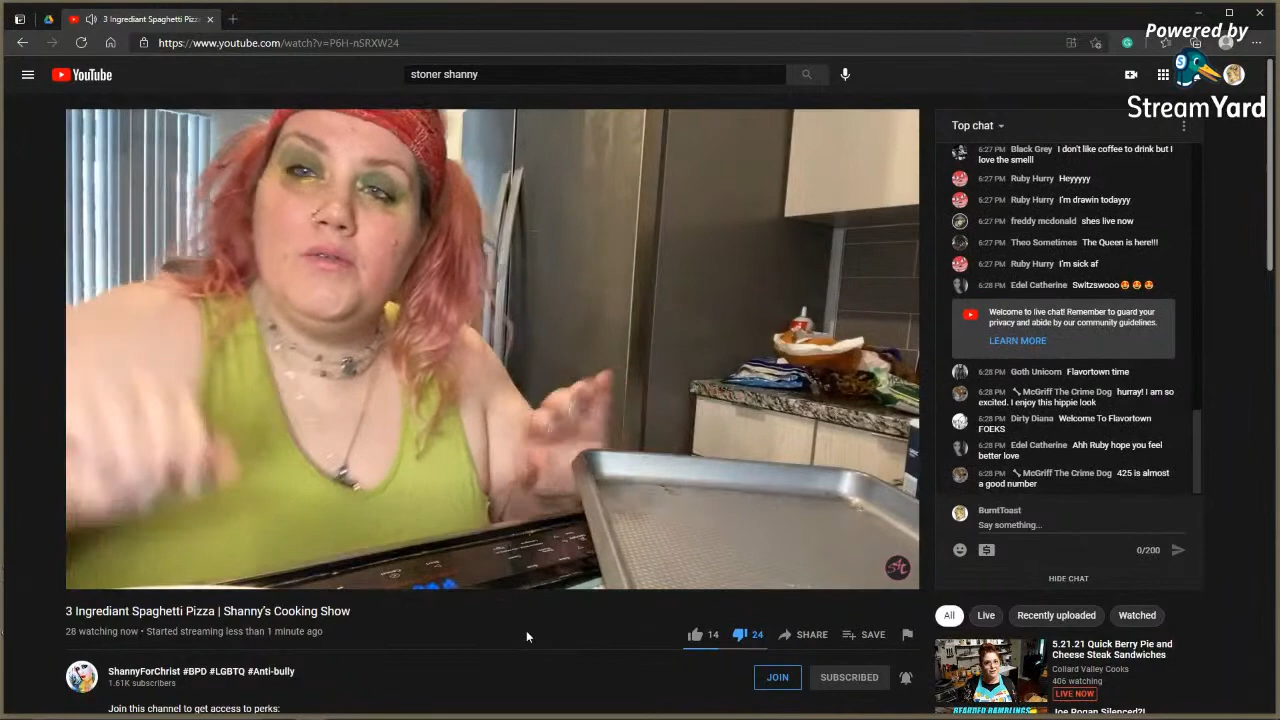 3 Ingrediant Spaghetti Pizz
Powered by
StreamYard
https://www.youtube.com/watch?v=P6H-nSRXW24
YouTube
stoner shanny
Top chat
6:27 PM Black Grey I don't like coffee to drink but I
love the smelll
6:27 PM Ruby Hurry Heyyyyy
6:27 PM Ruby Hurry I'm drawin todayyy
6:27 PM freddy mcdonald shes live now
6:27 PM Theo Sometimes The Queen is here!!!
6:27 PM Ruby Hurry I'm sick af
6:28 PM Edel Catherine Switzswooo😍😍😍
Welcome to live chat! Remember to guard your
privacy and abide by our community guidelines.
LEARN MORE
6:28 PM Goth Unicorn Flavortown time
6:28 PM McGriff The Crime Dog hurray! I am so
excited. I enjoy this hippie look
6:28 PM Dirty Diana Welcome To Flavortown
FOEKS
6:28 PM Edel Catherine Ahh Ruby hope you feel
better love
6:28 PM McGriff The Crime Dog 425 is almost
a good number
BurntToast
Say something...
0/200
HIDE CHAT
3 Ingrediant Spaghetti Pizza | Shanny's Cooking Show
28 watching now • Started streaming less than 1 minute ago
14 24 SHARE SAVE
ShannyForChrist #BPD #LGBTQ #Anti-bully
1.61K subscribers
JOIN SUBSCRIBED
Join this channel to get access to perks:
All Live Recently uploaded Watched
5.21.21 Quick Berry Pie and
Cheese Steak Sandwiches
Collard Valley Cooks
406 watching
LIVE NOW
BEARDED RAMBLINGS
Joe Rogan Silenced?!